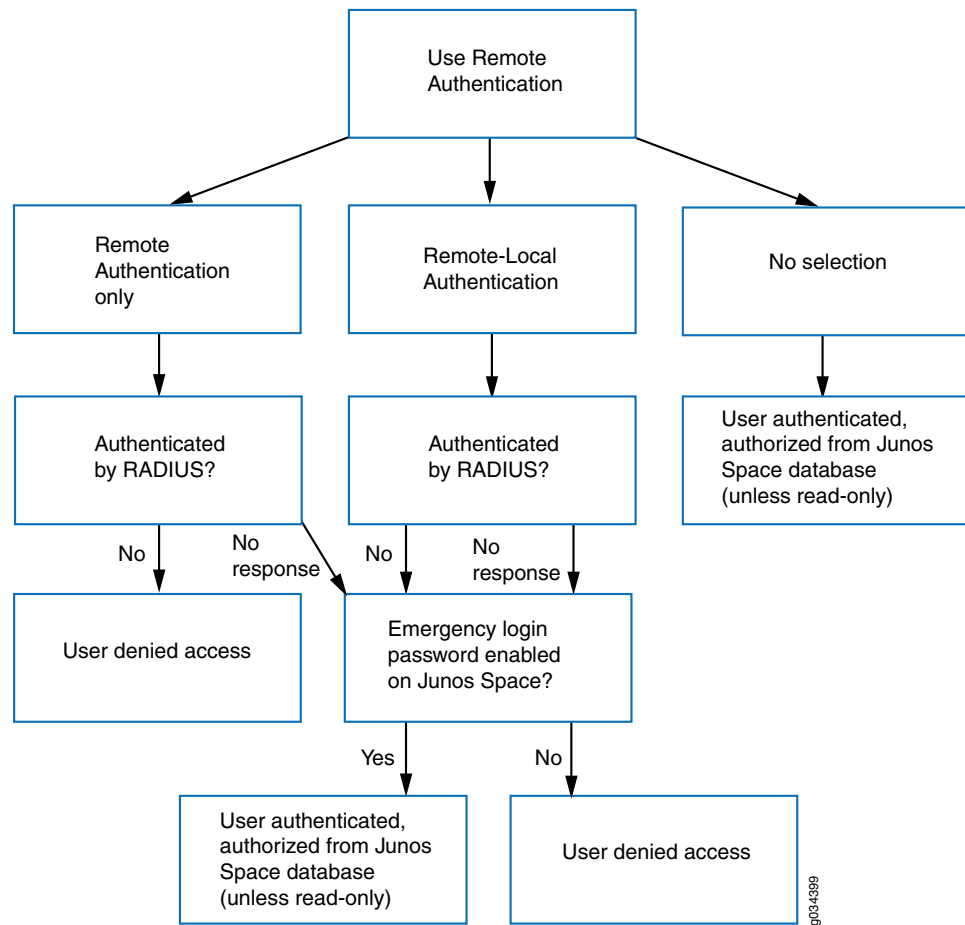 Use Remote
Authentication
Remote
Authentication
only
Remote-Local
Authentication
No selection
Authenticated
by RADIUS?
Authenticated
by RADIUS?
User authenticated,
authorized from Junos
Space database
(unless read-only)
No
No
response
No
No
response
User denied access
Emergency login
password enabled
on Junos Space?
Yes
No
User authenticated,
authorized from Junos
Space database
(unless read-only)
User denied access
g034399